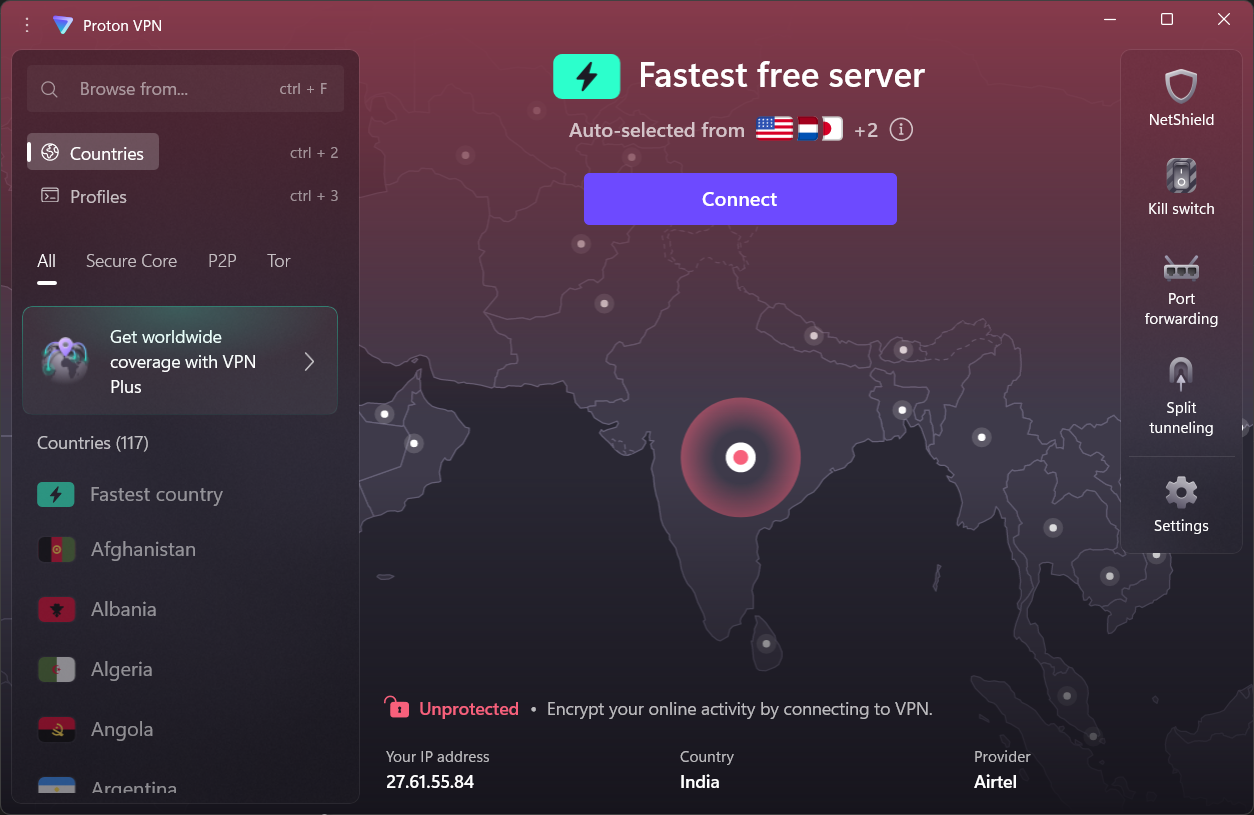 Proton VPN
Browse from...
ctrl + F
Countries
ctrl + 2
Profiles
ctrl + 3
All
Secure Core
P2P
Tor
Get worldwide
coverage with VPN
Plus
Countries (117)
Fastest country
Afghanistan
Albania
Algeria
Angola
Argentina
Fastest free server
Auto-selected from
+2
Connect
Unprotected • Encrypt your online activity by connecting to VPN.
Your IP address
27.61.55.84
Country
India
Provider
Airtel
NetShield
Kill switch
Port
forwarding
Split
tunneling
Settings